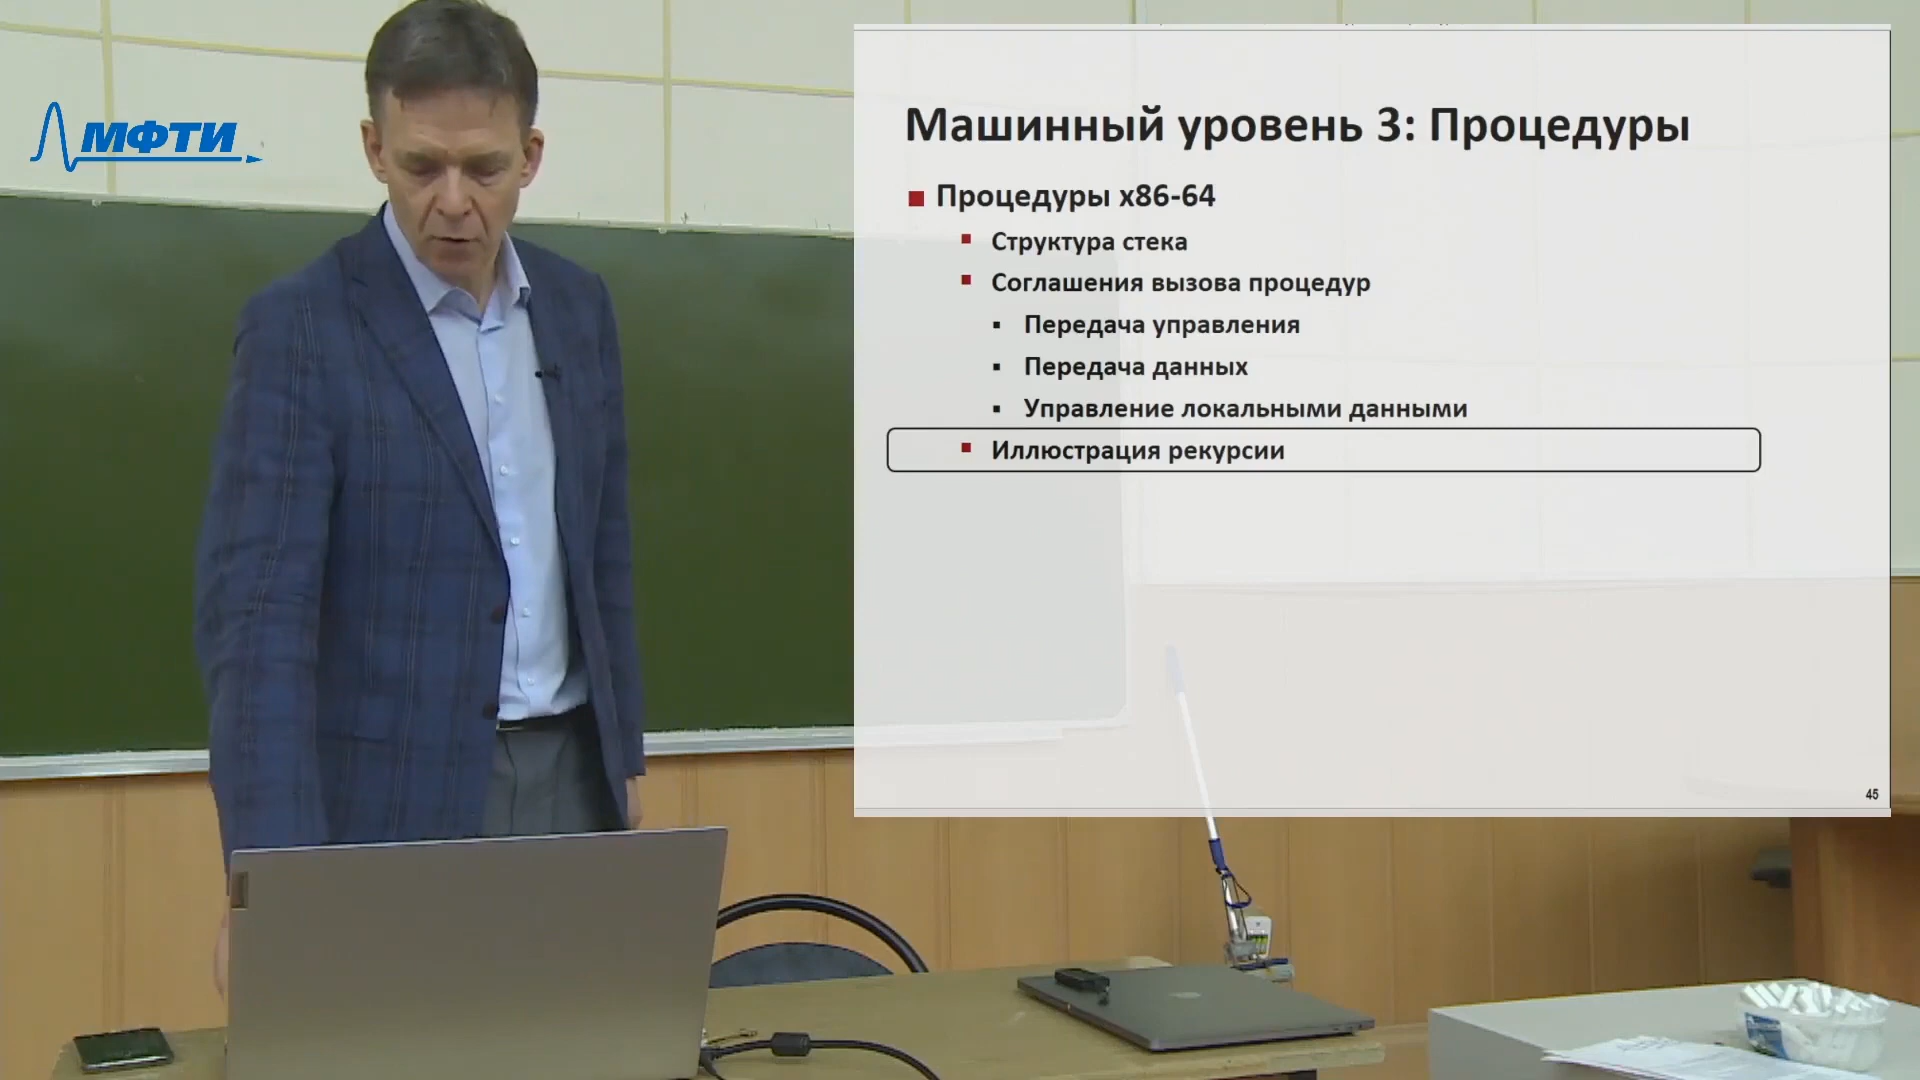 МФТИ
Машинный уровень 3: Процедуры
Процедуры x86-64
Структура стека
Соглашения вызова процедур
Передача управления
Передача данных
Управление локальными данными
Иллюстрация рекурсии
45